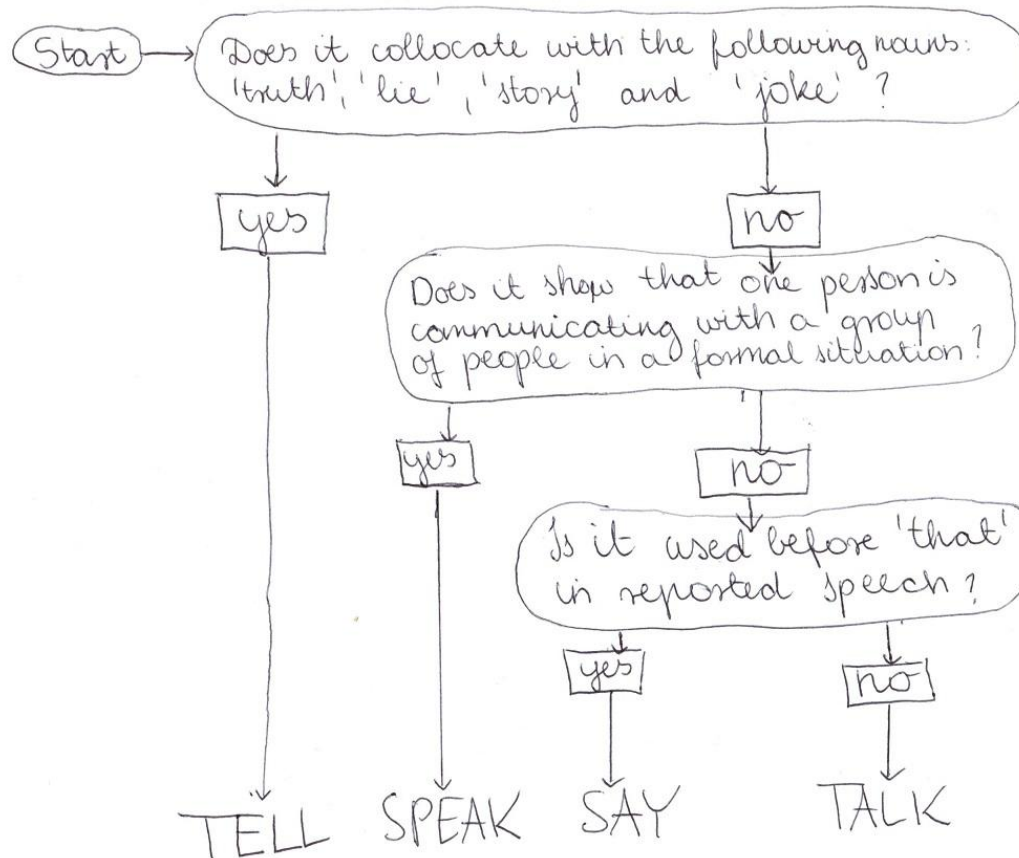 Start
Does it collocate with the following nouns:
'truth', 'lie', 'story' and 'joke'?
yes
no
Does it show that one person is
communicating with a group
of people in a formal situation?
yes
no
Is it used before 'that'
in reported speech?
yes
no
TELL SPEAK SAY TALK